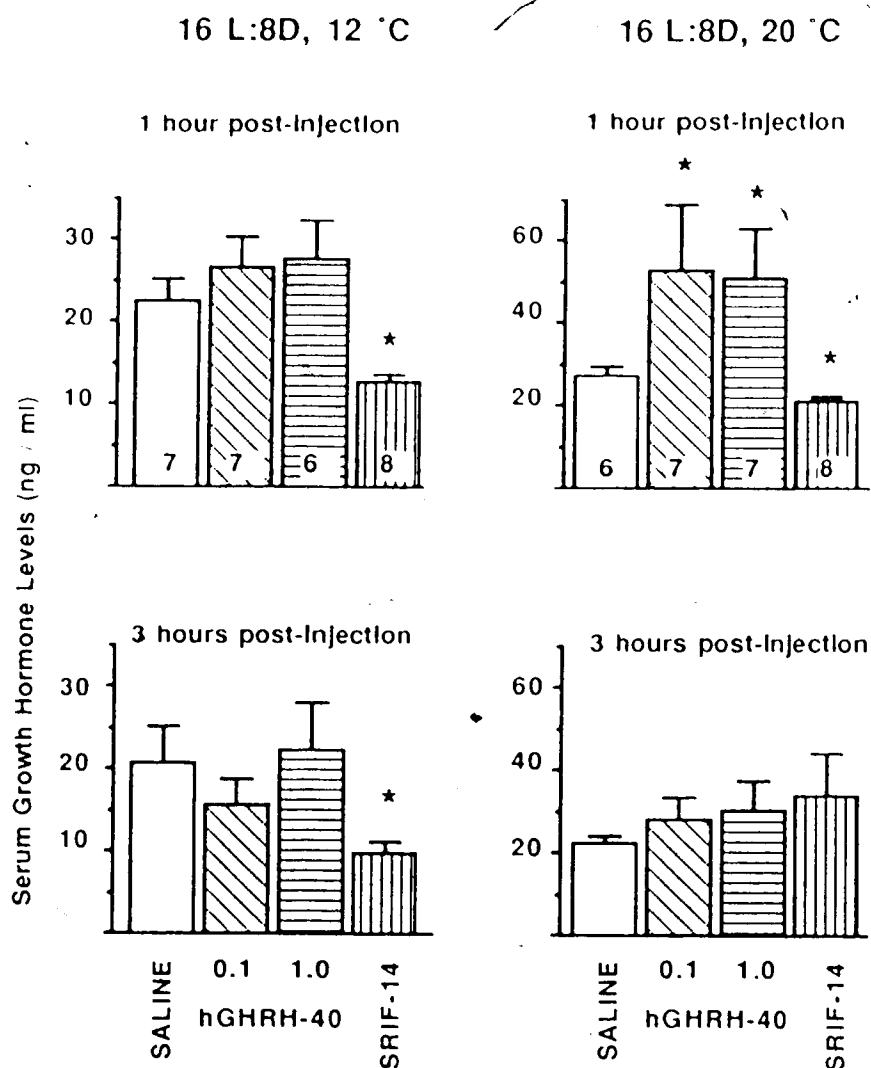 16 L:8D, 12 °C
16 L:8D, 20 °C
1 hour post-Injection
1 hour post-Injection
30
20
10
7 7 6 8
60
40
20
6 7 7 8
Serum Growth Hormone Levels (ng / ml)
3 hours post-Injection
3 hours post-Injection
30
20
10
60
40
20
SALINE
0.1 1.0
hGHRH-40
SRIF-14
SALINE
0.1 1.0
hGHRH-40
SRIF-14